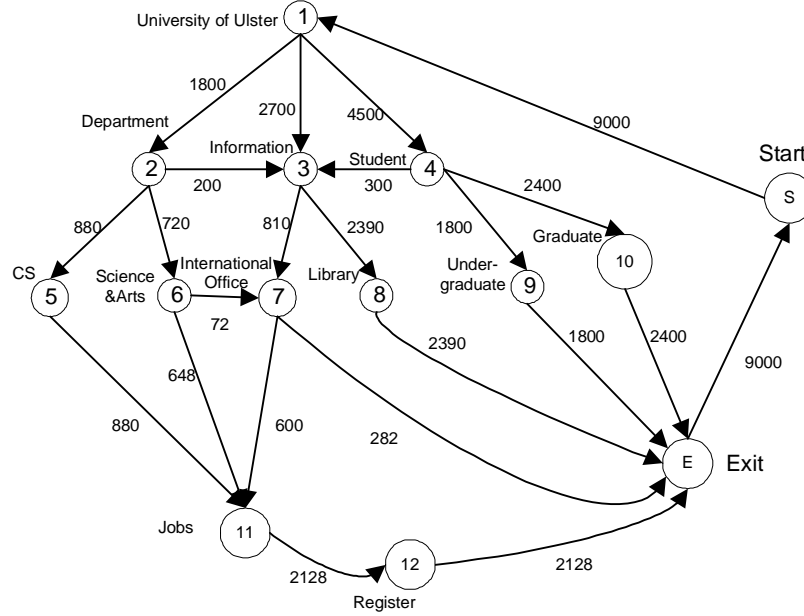 University of Ulster
1
1800
2700
4500
9000
Department
Information
Student
Start
2
3
4
S
200
300
2400
880
720
810
2390
1800
Graduate
10
CS
Science
&Arts
International
Office
Library
Under-
graduate
5
6
7
8
9
72
648
2390
1800
2400
9000
880
600
282
E
Exit
Jobs
11
12
2128
2128
Register